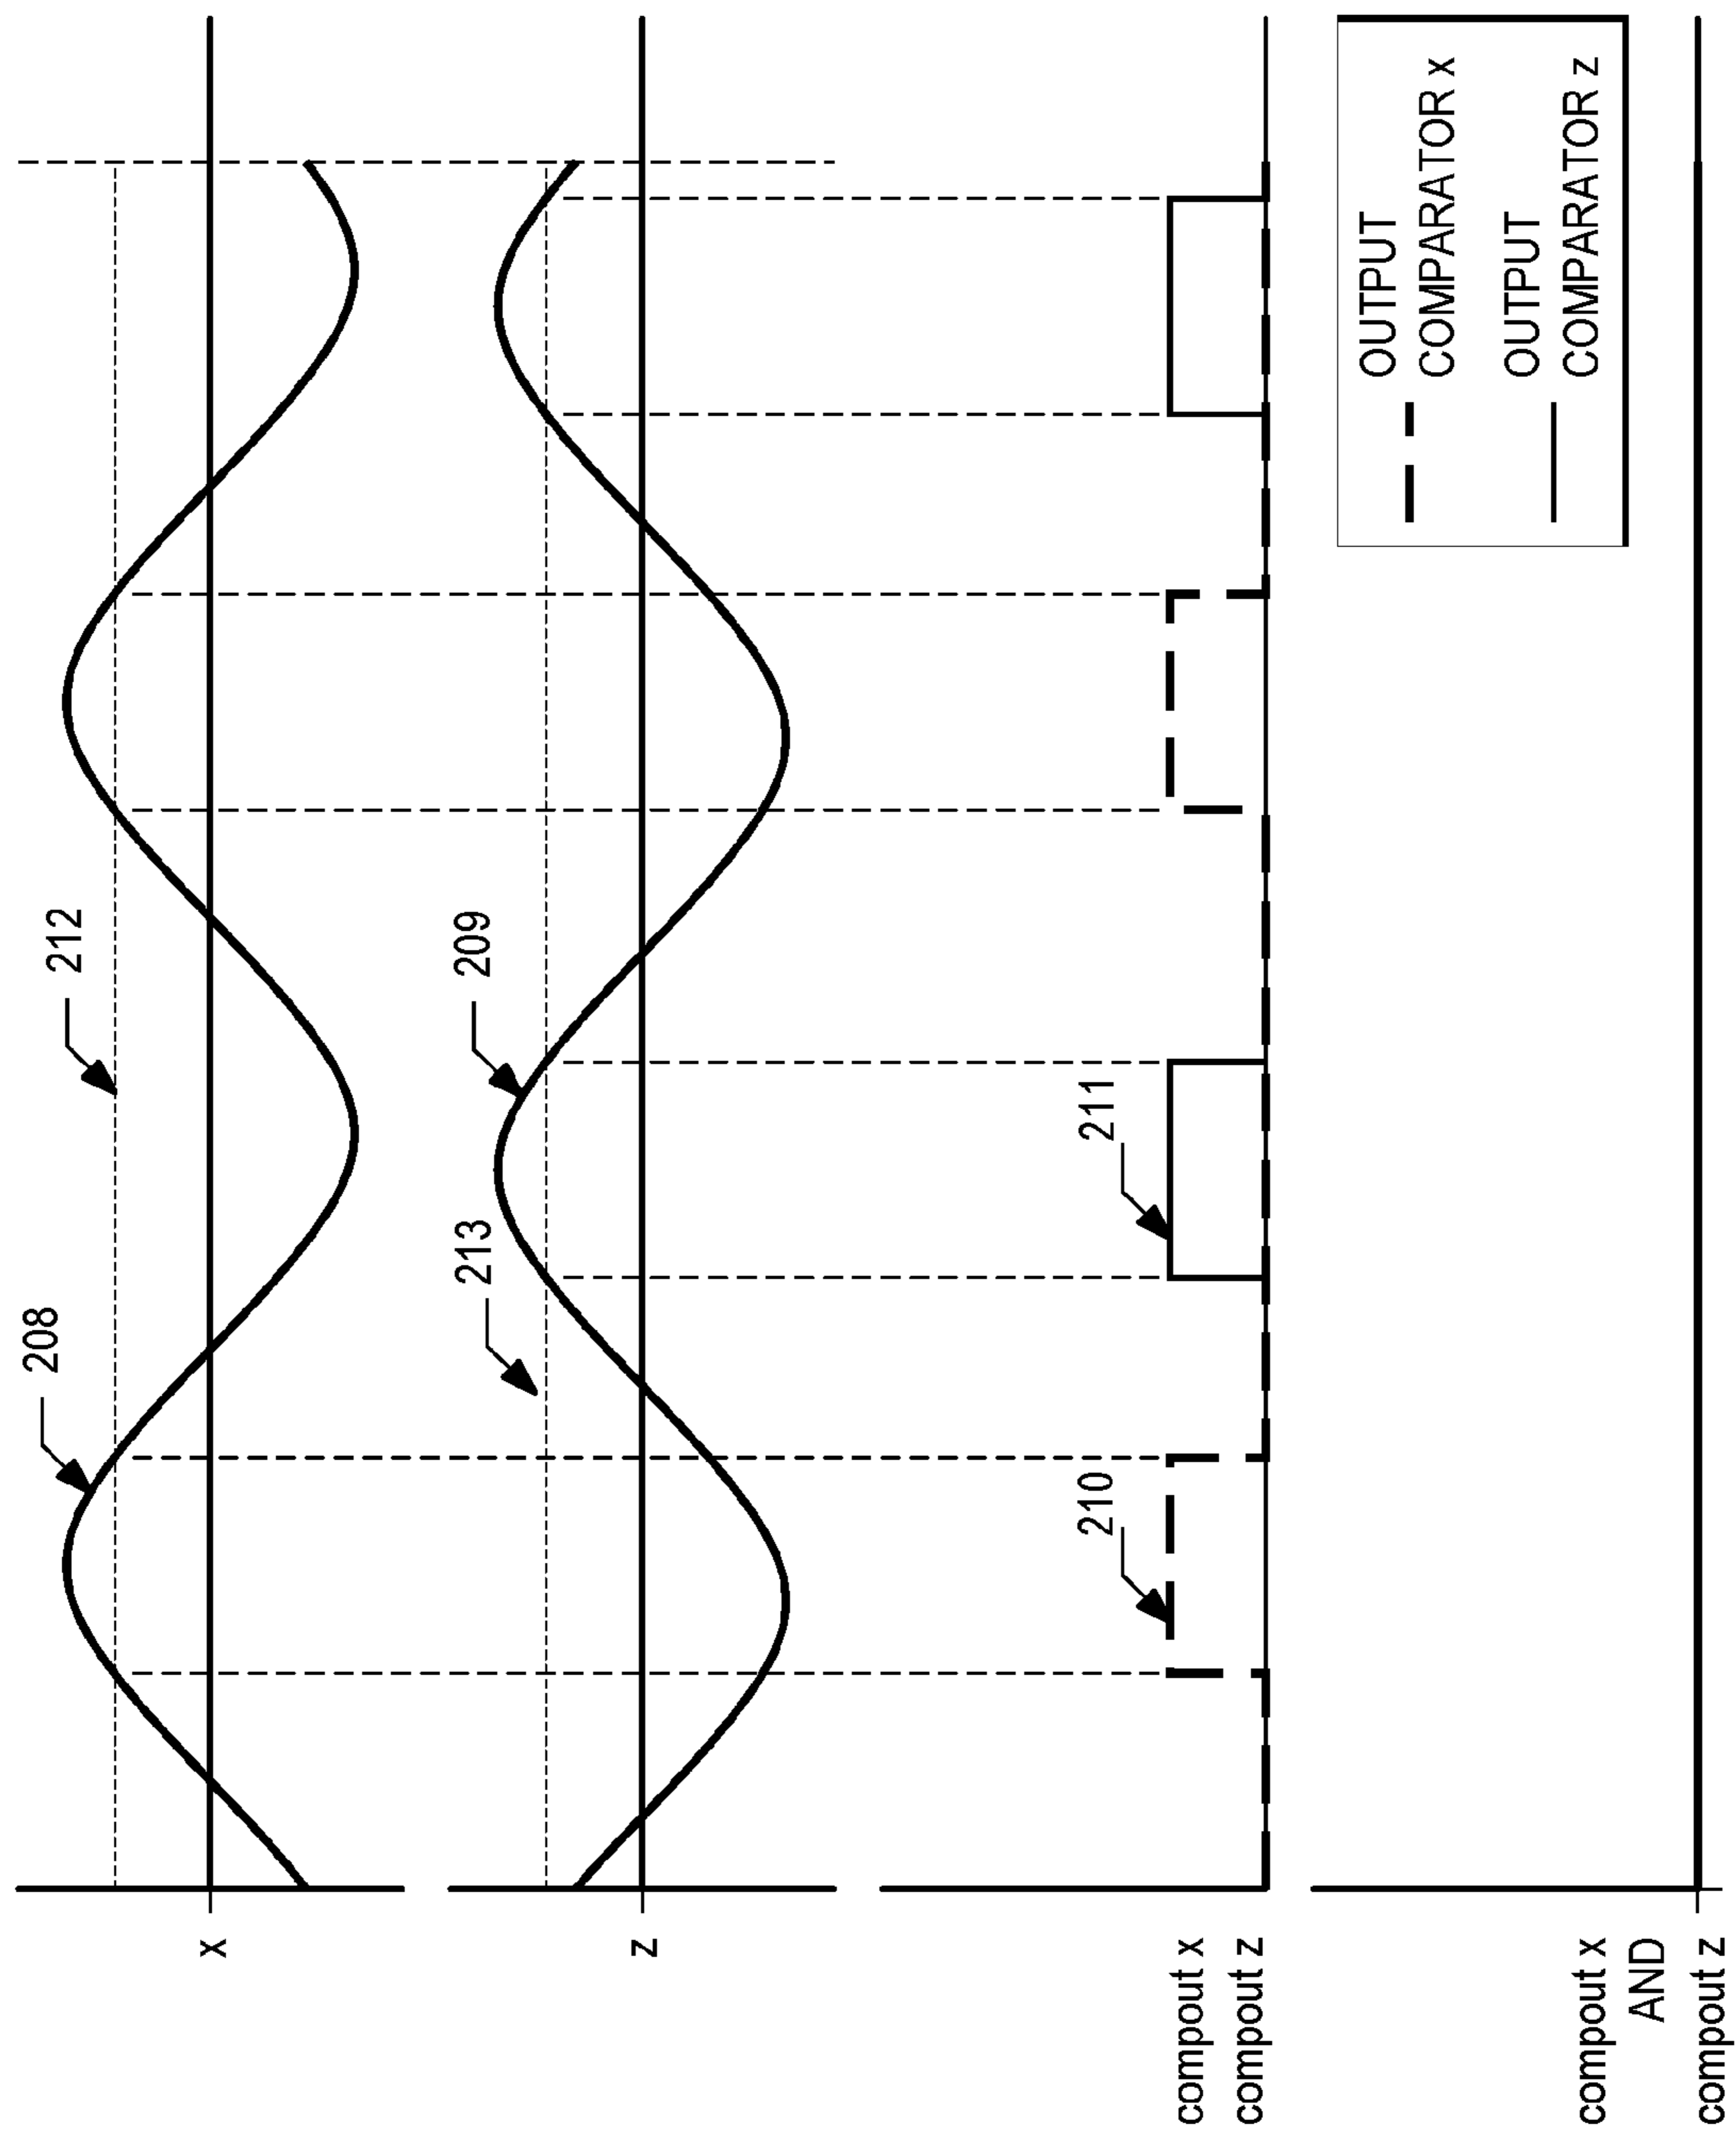 208
212
x
213
209
z
210
211
compout x
compout z
OUTPUT
COMPARATOR x
OUTPUT
COMPARATOR z
compout x
AND
compout z